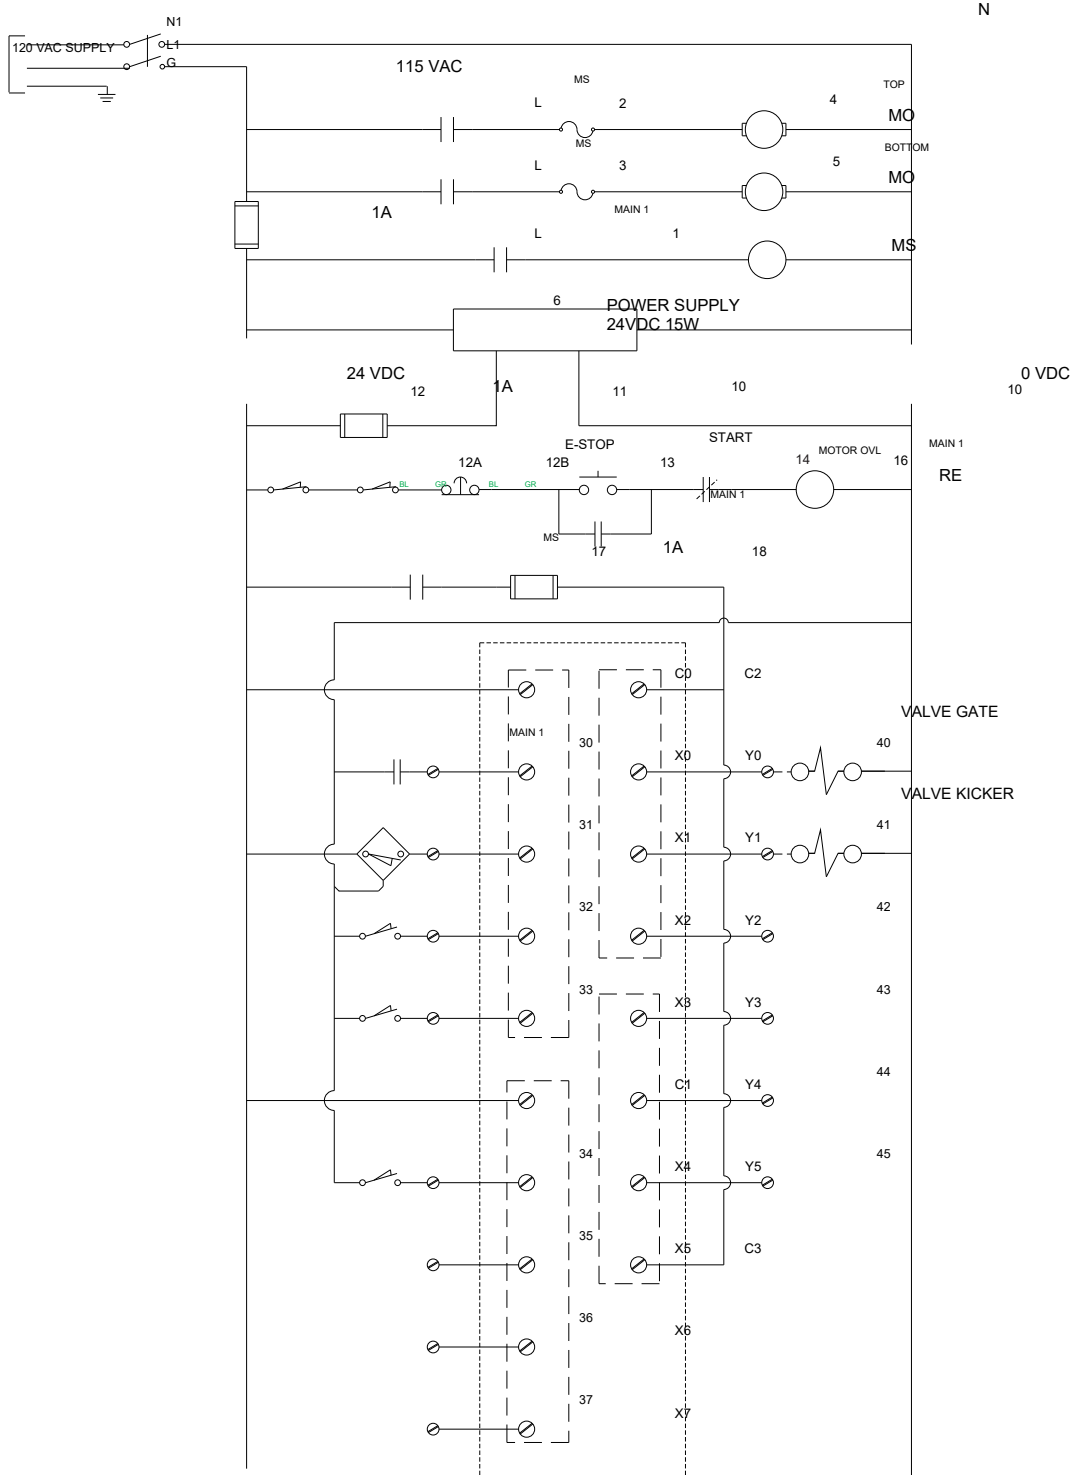 N
N1
120 VAC SUPPLY
L1
G
115 VAC
MS
L 2 4 TOP
MO
MS
BOTTOM
L 3 5
MO
1A MAIN 1
L 1
MS
6 POWER SUPPLY
24VDC 15W
24 VDC 0 VDC
12 1A 11 10 10
E-STOP START
MOTOR OVL MAIN 1
12A 12B 13 14 16
RE
BL GR BL GR
MAIN 1
MS
17 1A 18
C0 C2
VALVE GATE
MAIN 1
30 X0 Y0 40
VALVE KICKER
31 X1 Y1 41
32 X2 Y2 42
33 X3 Y3 43
C1 Y4 44
34 X4 Y5 45
35 X5 C3
36 X6
37 X7